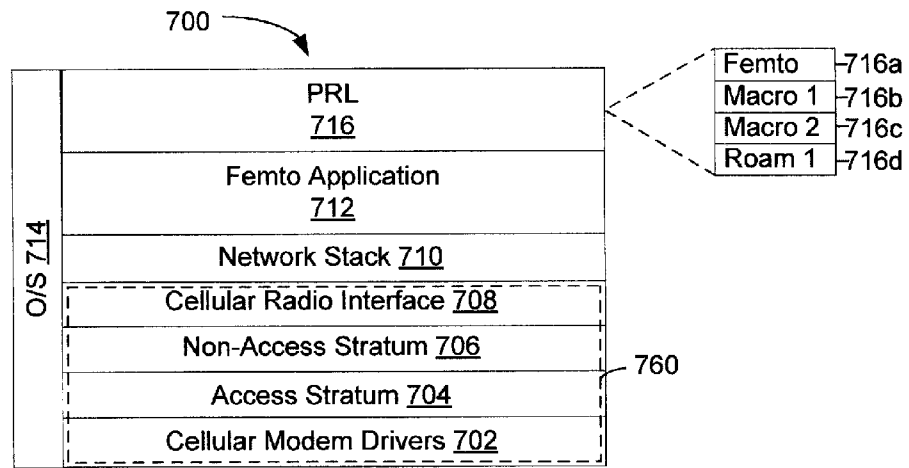 700
PRL
716
Femto 716a
Macro 1 716b
Macro 2 716c
Roam 1 716d
Femto Application
712
O/S 714
Network Stack 710
Cellular Radio Interface 708
Non-Access Stratum 706
760
Access Stratum 704
Cellular Modem Drivers 702